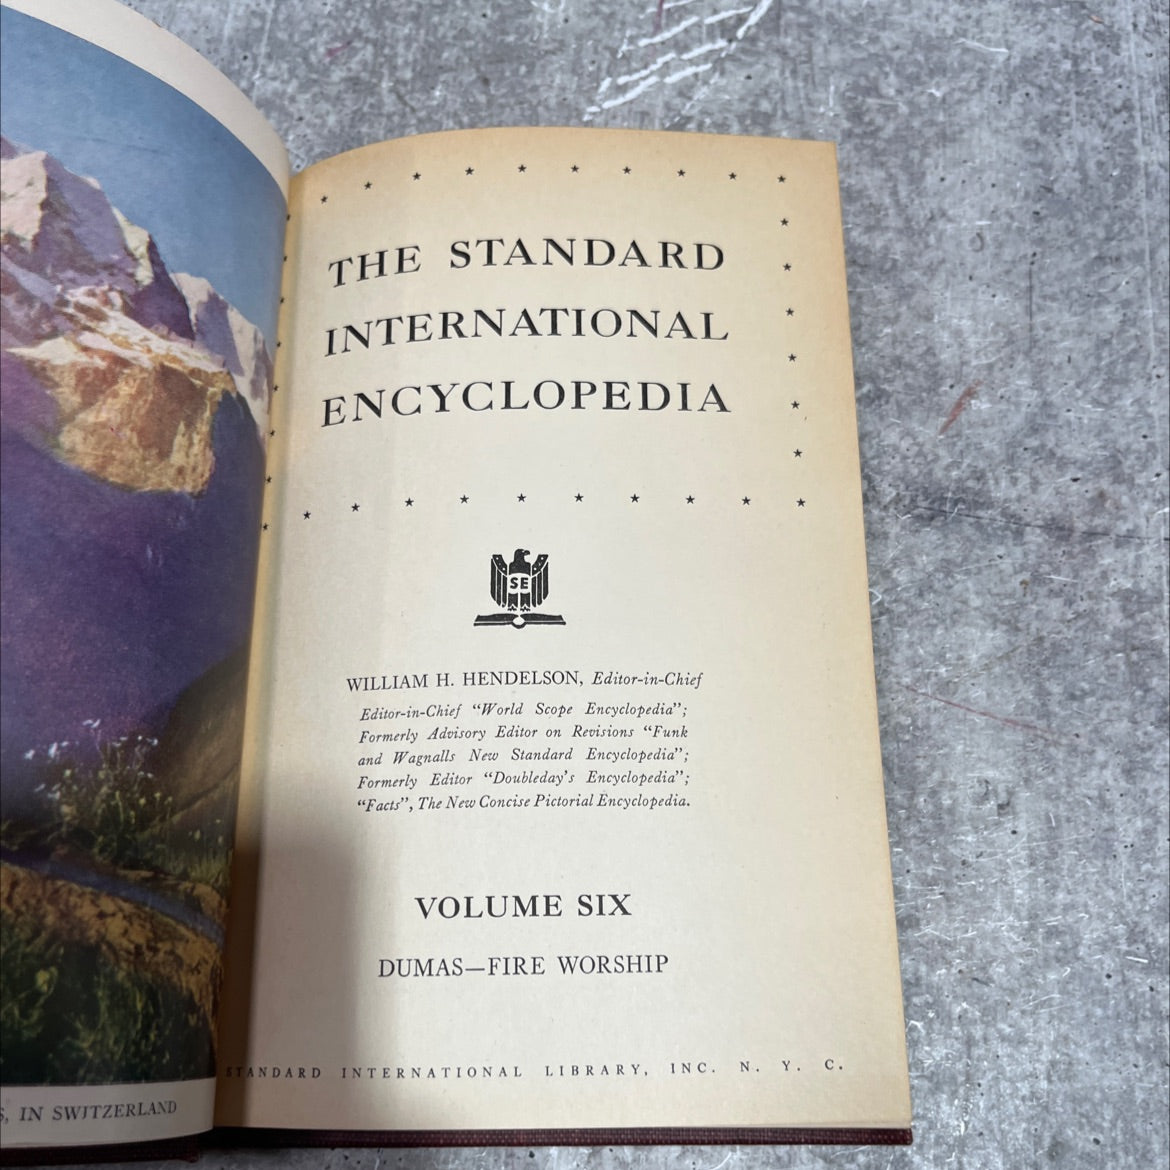 THE STANDARD
INTERNATIONAL
ENCYCLOPEDIA
SE
WILLIAM H. HENDELSON, Editor-in-Chief
Editor-in-Chief “World Scope Encyclopedia”;
Formerly Advisory Editor on Revisions “Funk
and Wagnalls New Standard Encyclopedia”;
Formerly Editor “Doubleday's Encyclopedia”;
“Facts”, The New Concise Pictorial Encyclopedia.
VOLUME SIX
DUMAS—FIRE WORSHIP
STANDARD INTERNATIONAL LIBRARY, INC. N. Y. C.
IN SWITZERLAND